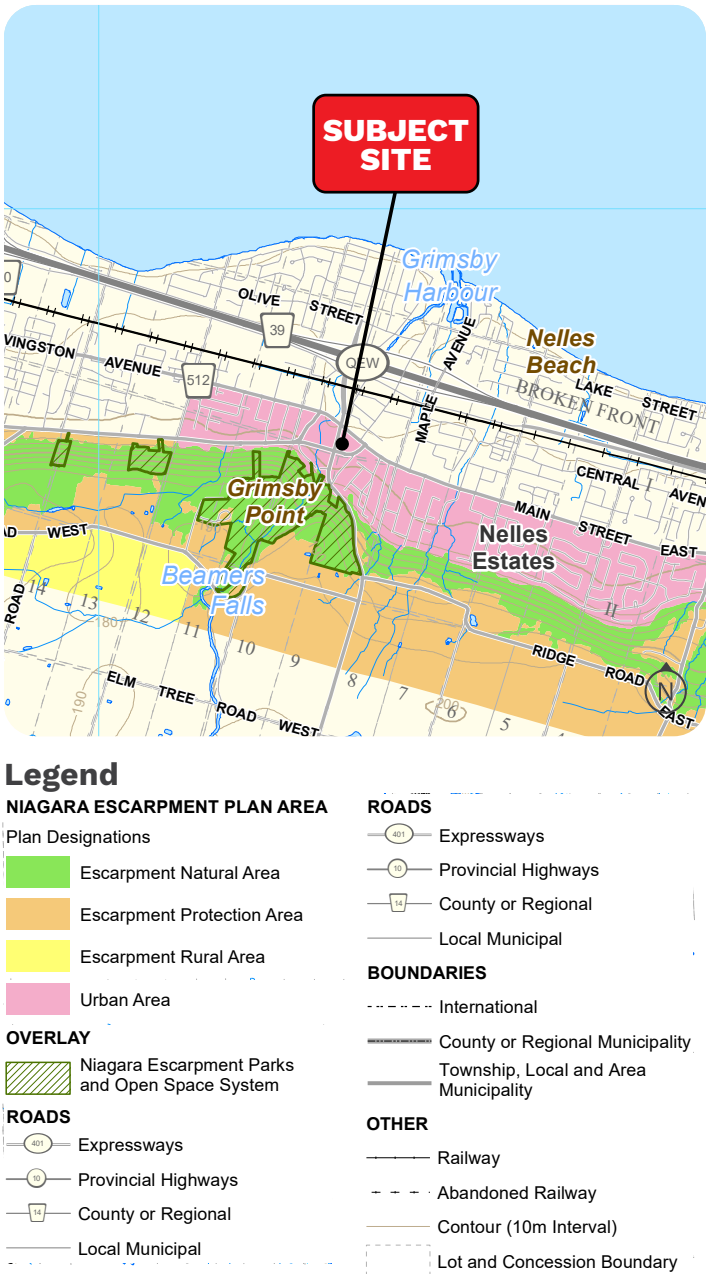 SUBJECT
SITE
Grimsby
Harbour
OLIVE STREET
39
QEW
Nelles
Beach
0
VINGSTON AVENUE
512
MAPLE AVENUE
LAKE STREET
BROKEN FRONT
CENTRAL AVEN
I
MAIN STREET EAST
Grimsby
Point
Nelles
Estates
AD WEST
Beamers
Falls
II
ROAD
14
13
12
11
10
9
8
7
6
5
180
190
200
RIDGE ROAD EAST
N
ELM TREE ROAD WEST
Legend
NIAGARA ESCARPMENT PLAN AREA
Plan Designations
Escarpment Natural Area
Escarpment Protection Area
Escarpment Rural Area
Urban Area
OVERLAY
Niagara Escarpment Parks
and Open Space System
ROADS
401 Expressways
10 Provincial Highways
14 County or Regional
Local Municipal
ROADS
401 Expressways
10 Provincial Highways
14 County or Regional
Local Municipal
BOUNDARIES
International
County or Regional Municipality
Township, Local and Area
Municipality
OTHER
Railway
Abandoned Railway
Contour (10m Interval)
Lot and Concession Boundary